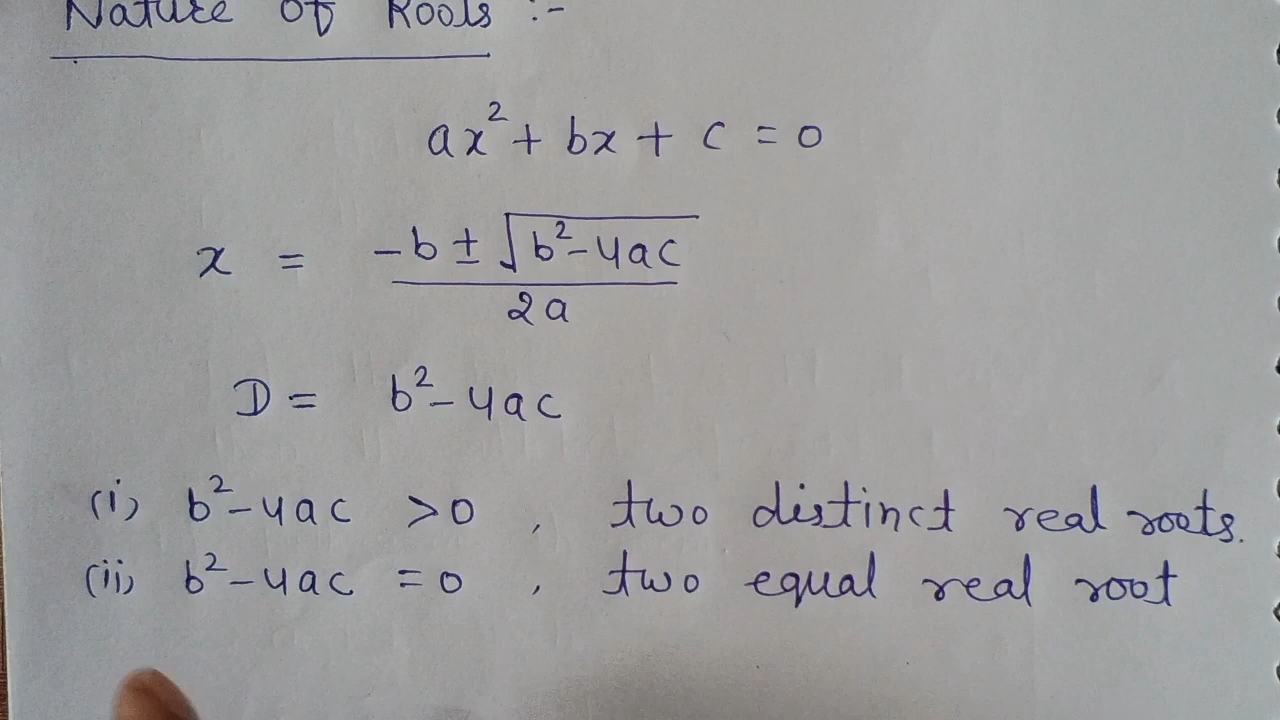 Nature of Roots :-
ax² + bx + c = 0
x = -b ± √b²-4ac / 2a
D = b²-4ac
(i) b²-4ac >0 , two distinct real roots.
(ii) b²-4ac =0 , two equal real root